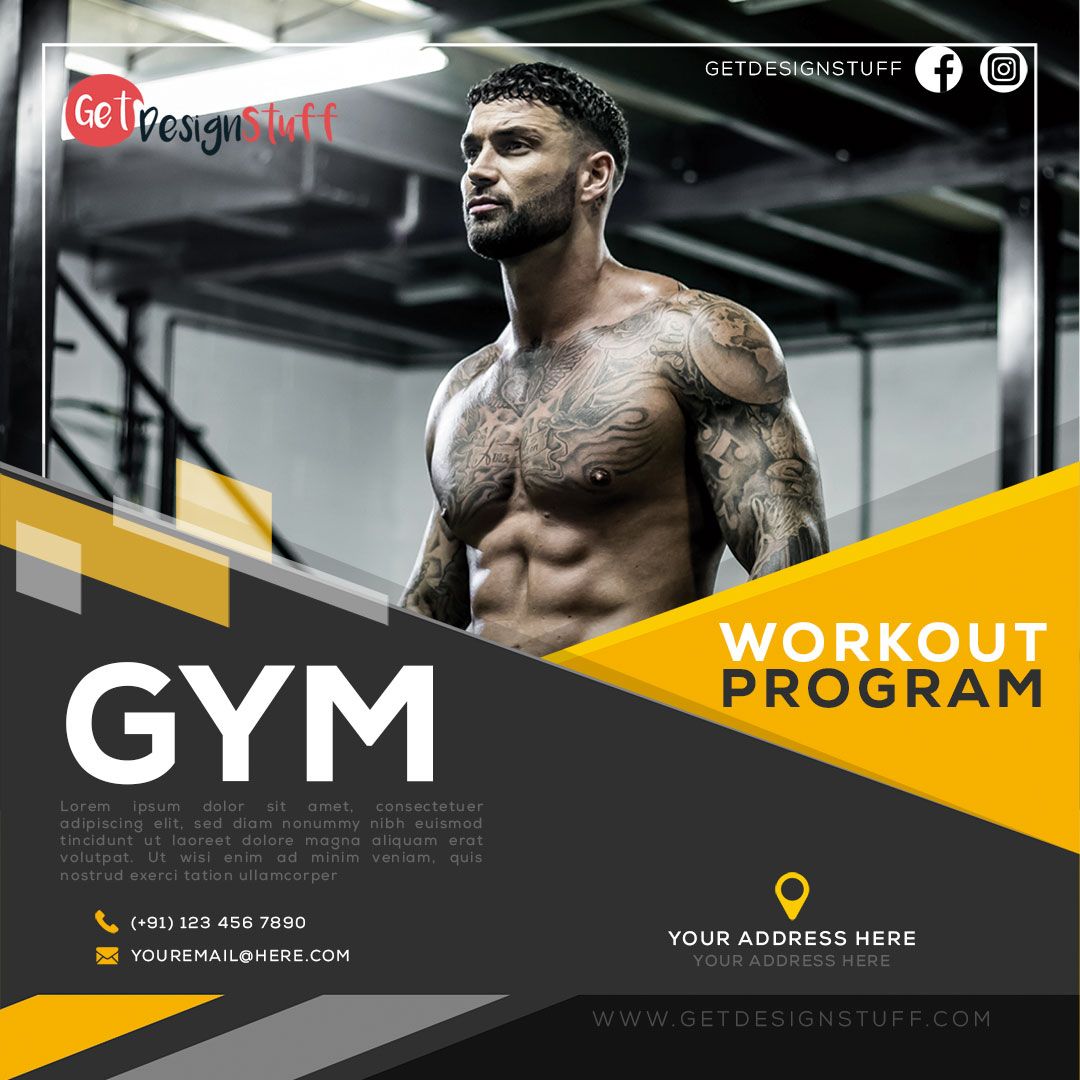 GETDESIGNSTUFF
Get DesignStuff
WORKOUT
PROGRAM
GYM
Lorem ipsum dolor sit amet, consectetuer
adipiscing elit, sed diam nonummy nibh euismod
tincidunt ut laoreet dolore magna aliquam erat
volutpat. Ut wisi enim ad minim veniam, quis
nostrud exerci tation ullamcorper
(+91) 123 456 7890
YOUREMAIL@HERE.COM
YOUR ADDRESS HERE
YOUR ADDRESS HERE
WWW.GETDESIGNSTUFF.COM